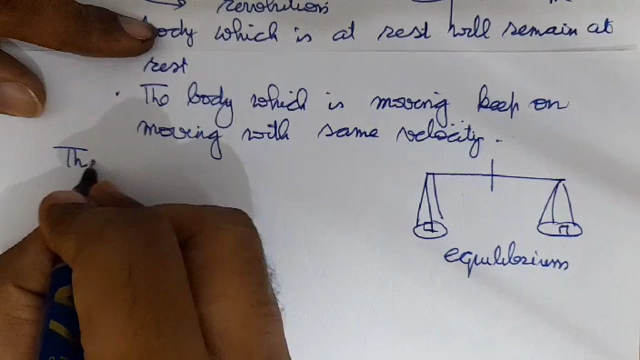 revolution
body which is at rest will remain at
rest
· The body which is moving keep on
moving with same velocity.
Th
equilibrium